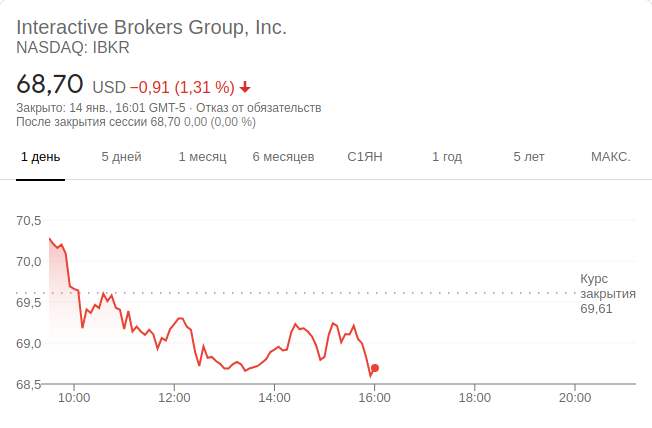 Interactive Brokers Group, Inc.
NASDAQ: IBKR
68,70 USD −0,91 (1,31 %)
Закрыто: 14 янв., 16:01 GMT-5 · Отказ от обязательств
После закрытия сессии 68,70 0,00 (0,00 %)
1 день 5 дней 1 месяц 6 месяцев С1ЯН 1 год 5 лет МАКС.
70,5
70,0
Курс
закрытия
69,61
69,5
69,0
68,5
10:00 12:00 14:00 16:00 18:00 20:00